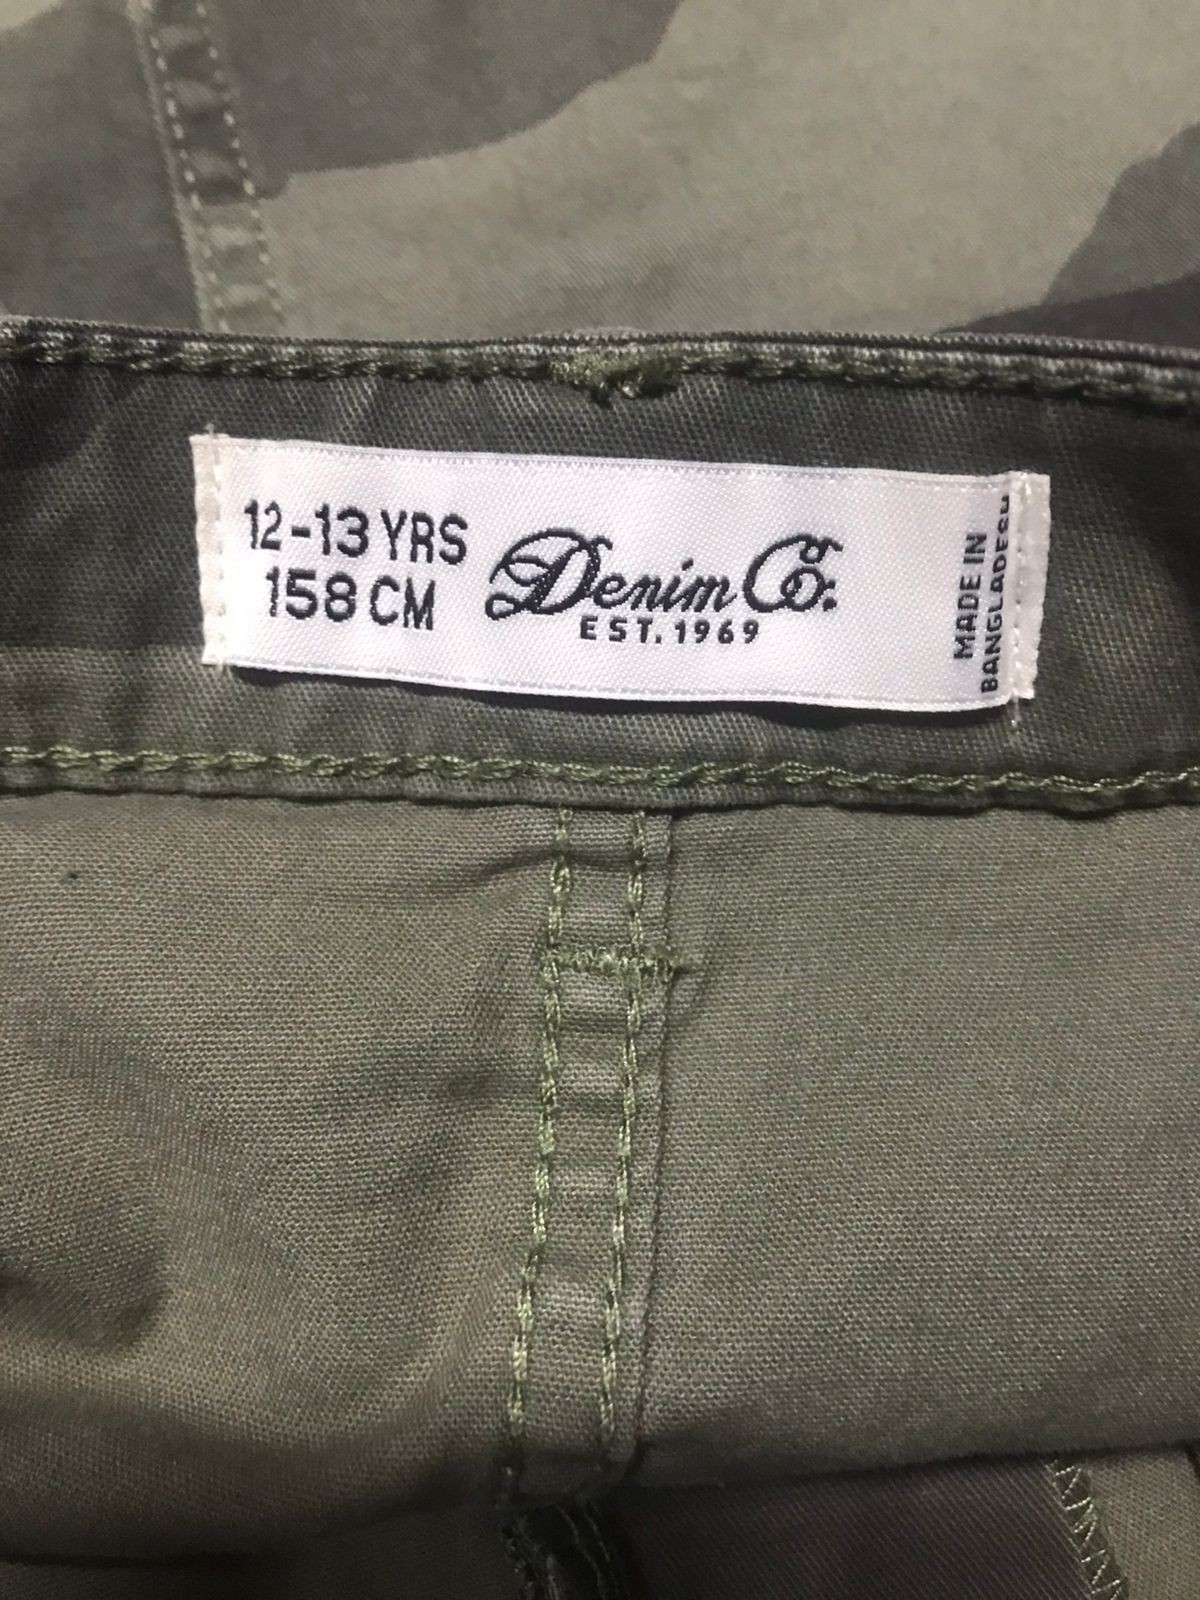 12-13 YRS
158 CM
Denim Co.
EST. 1969
MADE IN
BANGLADESH